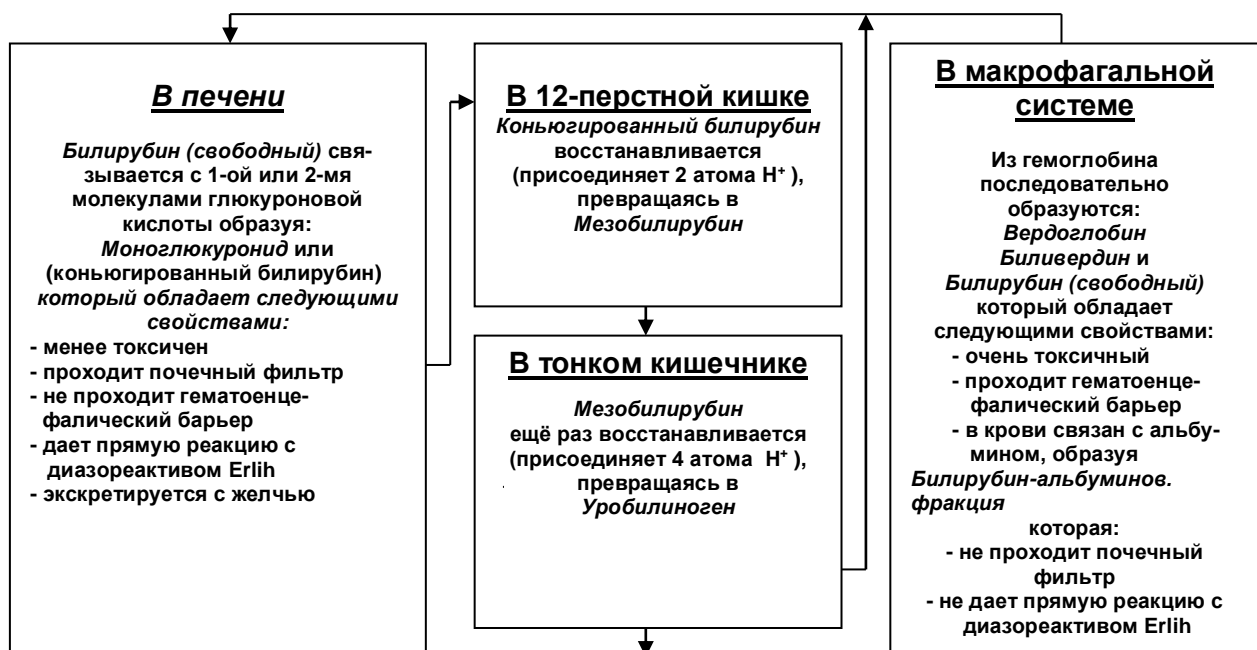 В печени
Билирубин (свободный) свя-
зывается с 1-ой или 2-мя
молекулами глюкуроновой
кислоты образуя:
Моноглюкуронид или
(коньюгированный билирубин)
который обладает следующими
свойствами:
- менее токсичен
- проходит почечный фильтр
- не проходит гематоенце-
фалический барьер
- дает прямую реакцию с
диазореактивом Erlih
- экскретируется с желчью
В 12-перстной кишке
Коньюгированный билирубин
восстанавливается
(присоединяет 2 атома H⁺ ),
превращаясь в
Мезобилирубин
В тонком кишечнике
Мезобилирубин
ещё раз восстанавливается
(присоединяет 4 атома H⁺ ),
превращаясь в
Уробилиноген
В макрофагальной
системе
Из гемоглобина
последовательно
образуются:
Вердоглобин
Биливердин и
Билирубин (свободный)
который обладает
следующими свойствами:
- очень токсичный
- проходит гематоенце-
фалический барьер
- в крови связан с альбу-
мином, образуя
Билирубин-альбуминов.
фракция
которая:
- не проходит почечный
фильтр
- не дает прямую реакцию с
диазореактивом Erlih